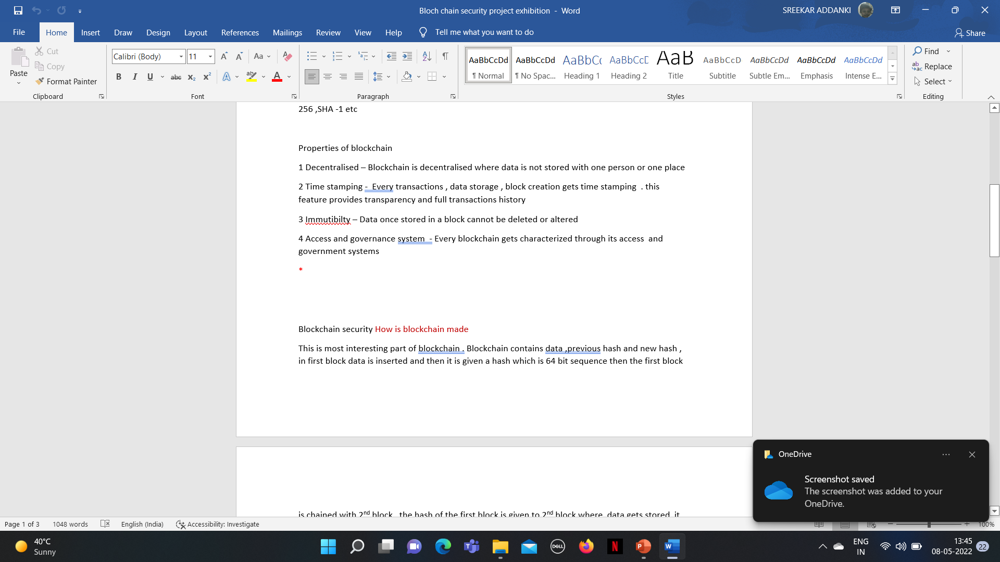 Bloch chain security project exhibition - Word
SREEKAR ADDANKI
File Home Insert Draw Design Layout References Mailings Review View Help Tell me what you want to do Share
Paste
Cut
Copy
Format Painter
Clipboard
Calibri (Body) 11
Font
Paragraph
AaBbCcDd AaBbCcDd AaBbCc AaBbCcD AaB AaBbCcD AaBbCcDd AaBbCcDd AaBbCcDd
¶ Normal ¶ No Spac... Heading 1 Heading 2 Title Subtitle Subtle Em... Emphasis Intense E...
Styles
Find
Replace
Select
Editing
256 ,SHA -1 etc
Properties of blockchain
1 Decentralised – Blockchain is decentralised where data is not stored with one person or one place
2 Time stamping -  Every transactions , data storage , block creation gets time stamping  . this
feature provides transparency and full transactions history
3 Immutibilty – Data once stored in a block cannot be deleted or altered
4 Access and governance system  - Every blockchain gets characterized through its access  and
government systems
*
Blockchain security How is blockchain made
This is most interesting part of blockchain . Blockchain contains data ,previous hash and new hash ,
in first block data is inserted and then it is given a hash which is 64 bit sequence then the first block
is chained with 2nd block , the hash of the first block is given to 2nd block where  data gets stored  it
OneDrive
Screenshot saved
The screenshot was added to your
OneDrive.
Page 1 of 3 1048 words English (India) Accessibility: Investigate 100%
40°C
Sunny
ENG
IN
13:45
08-05-2022
22